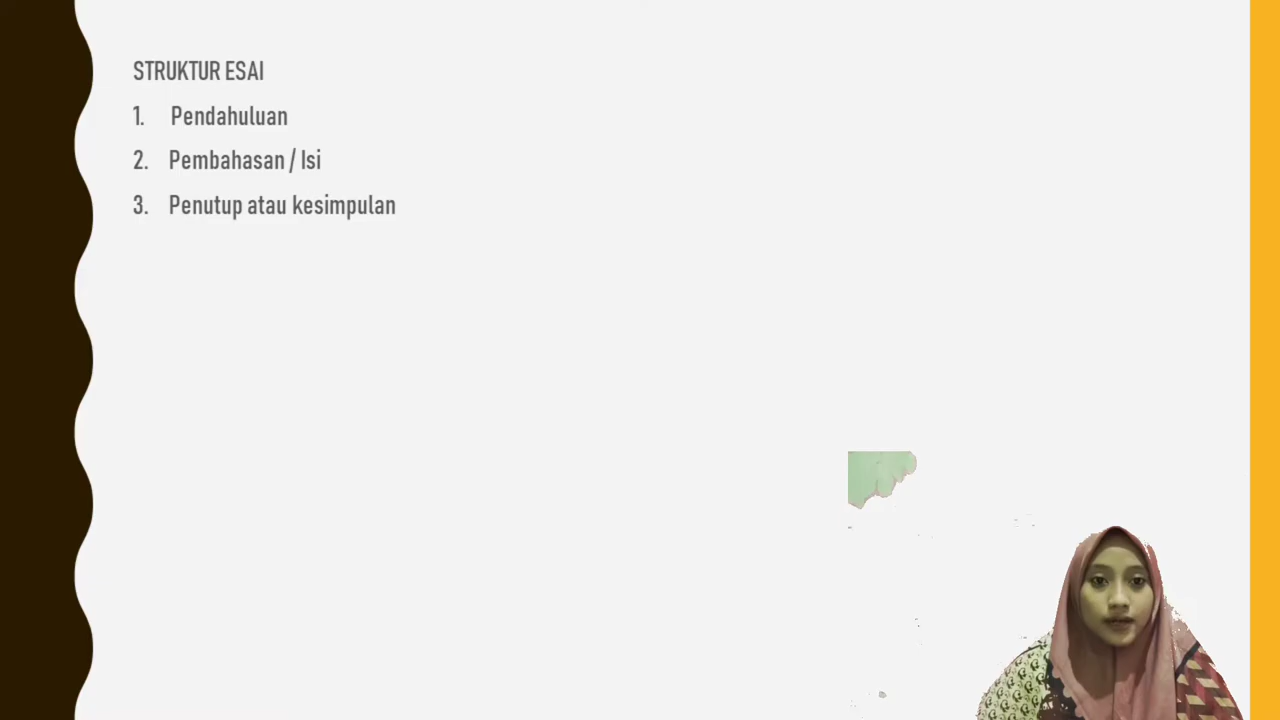 STRUKTUR ESAI
1. Pendahuluan
2. Pembahasan / Isi
3. Penutup atau kesimpulan